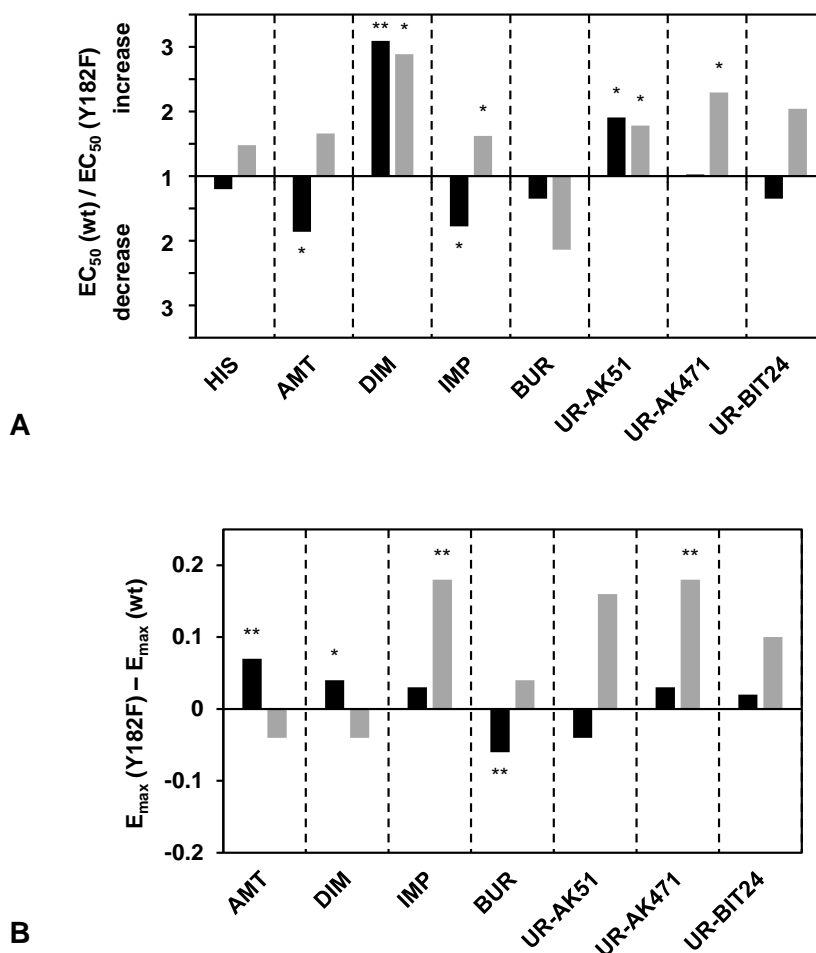 EC50 (wt) / EC50 (Y182F)
decrease increase
3
2
1
2
3
** *
*
* *
*
*
*
HIS
AMT
DIM
IMP
BUR
UR-AK51
UR-AK471
UR-BIT24
A
Emax (Y182F) – Emax (wt)
0.2
0.1
0
-0.1
-0.2
** **
**
*
**
AMT
DIM
IMP
BUR
UR-AK51
UR-AK471
UR-BIT24
B